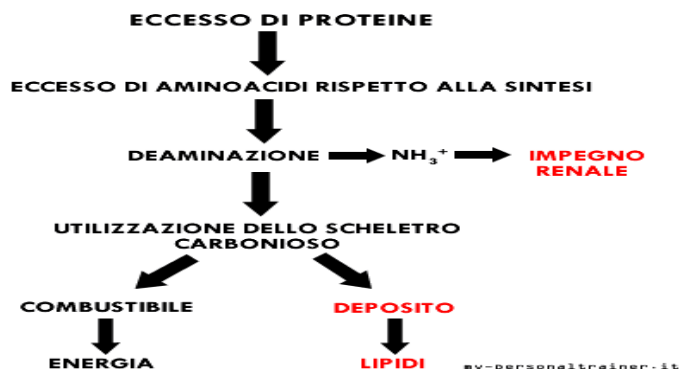 ECCESSO DI PROTEINE
ECCESSO DI AMINOACIDI RISPETTO ALLA SINTESI
DEAMINAZIONE
NH₃⁺
IMPEGNO
RENALE
UTILIZZAZIONE DELLO SCHELETRO
CARBONIOSO
COMBUSTIBILE
DEPOSITO
ENERGIA
LIPIDI
my-personaltrainer.it